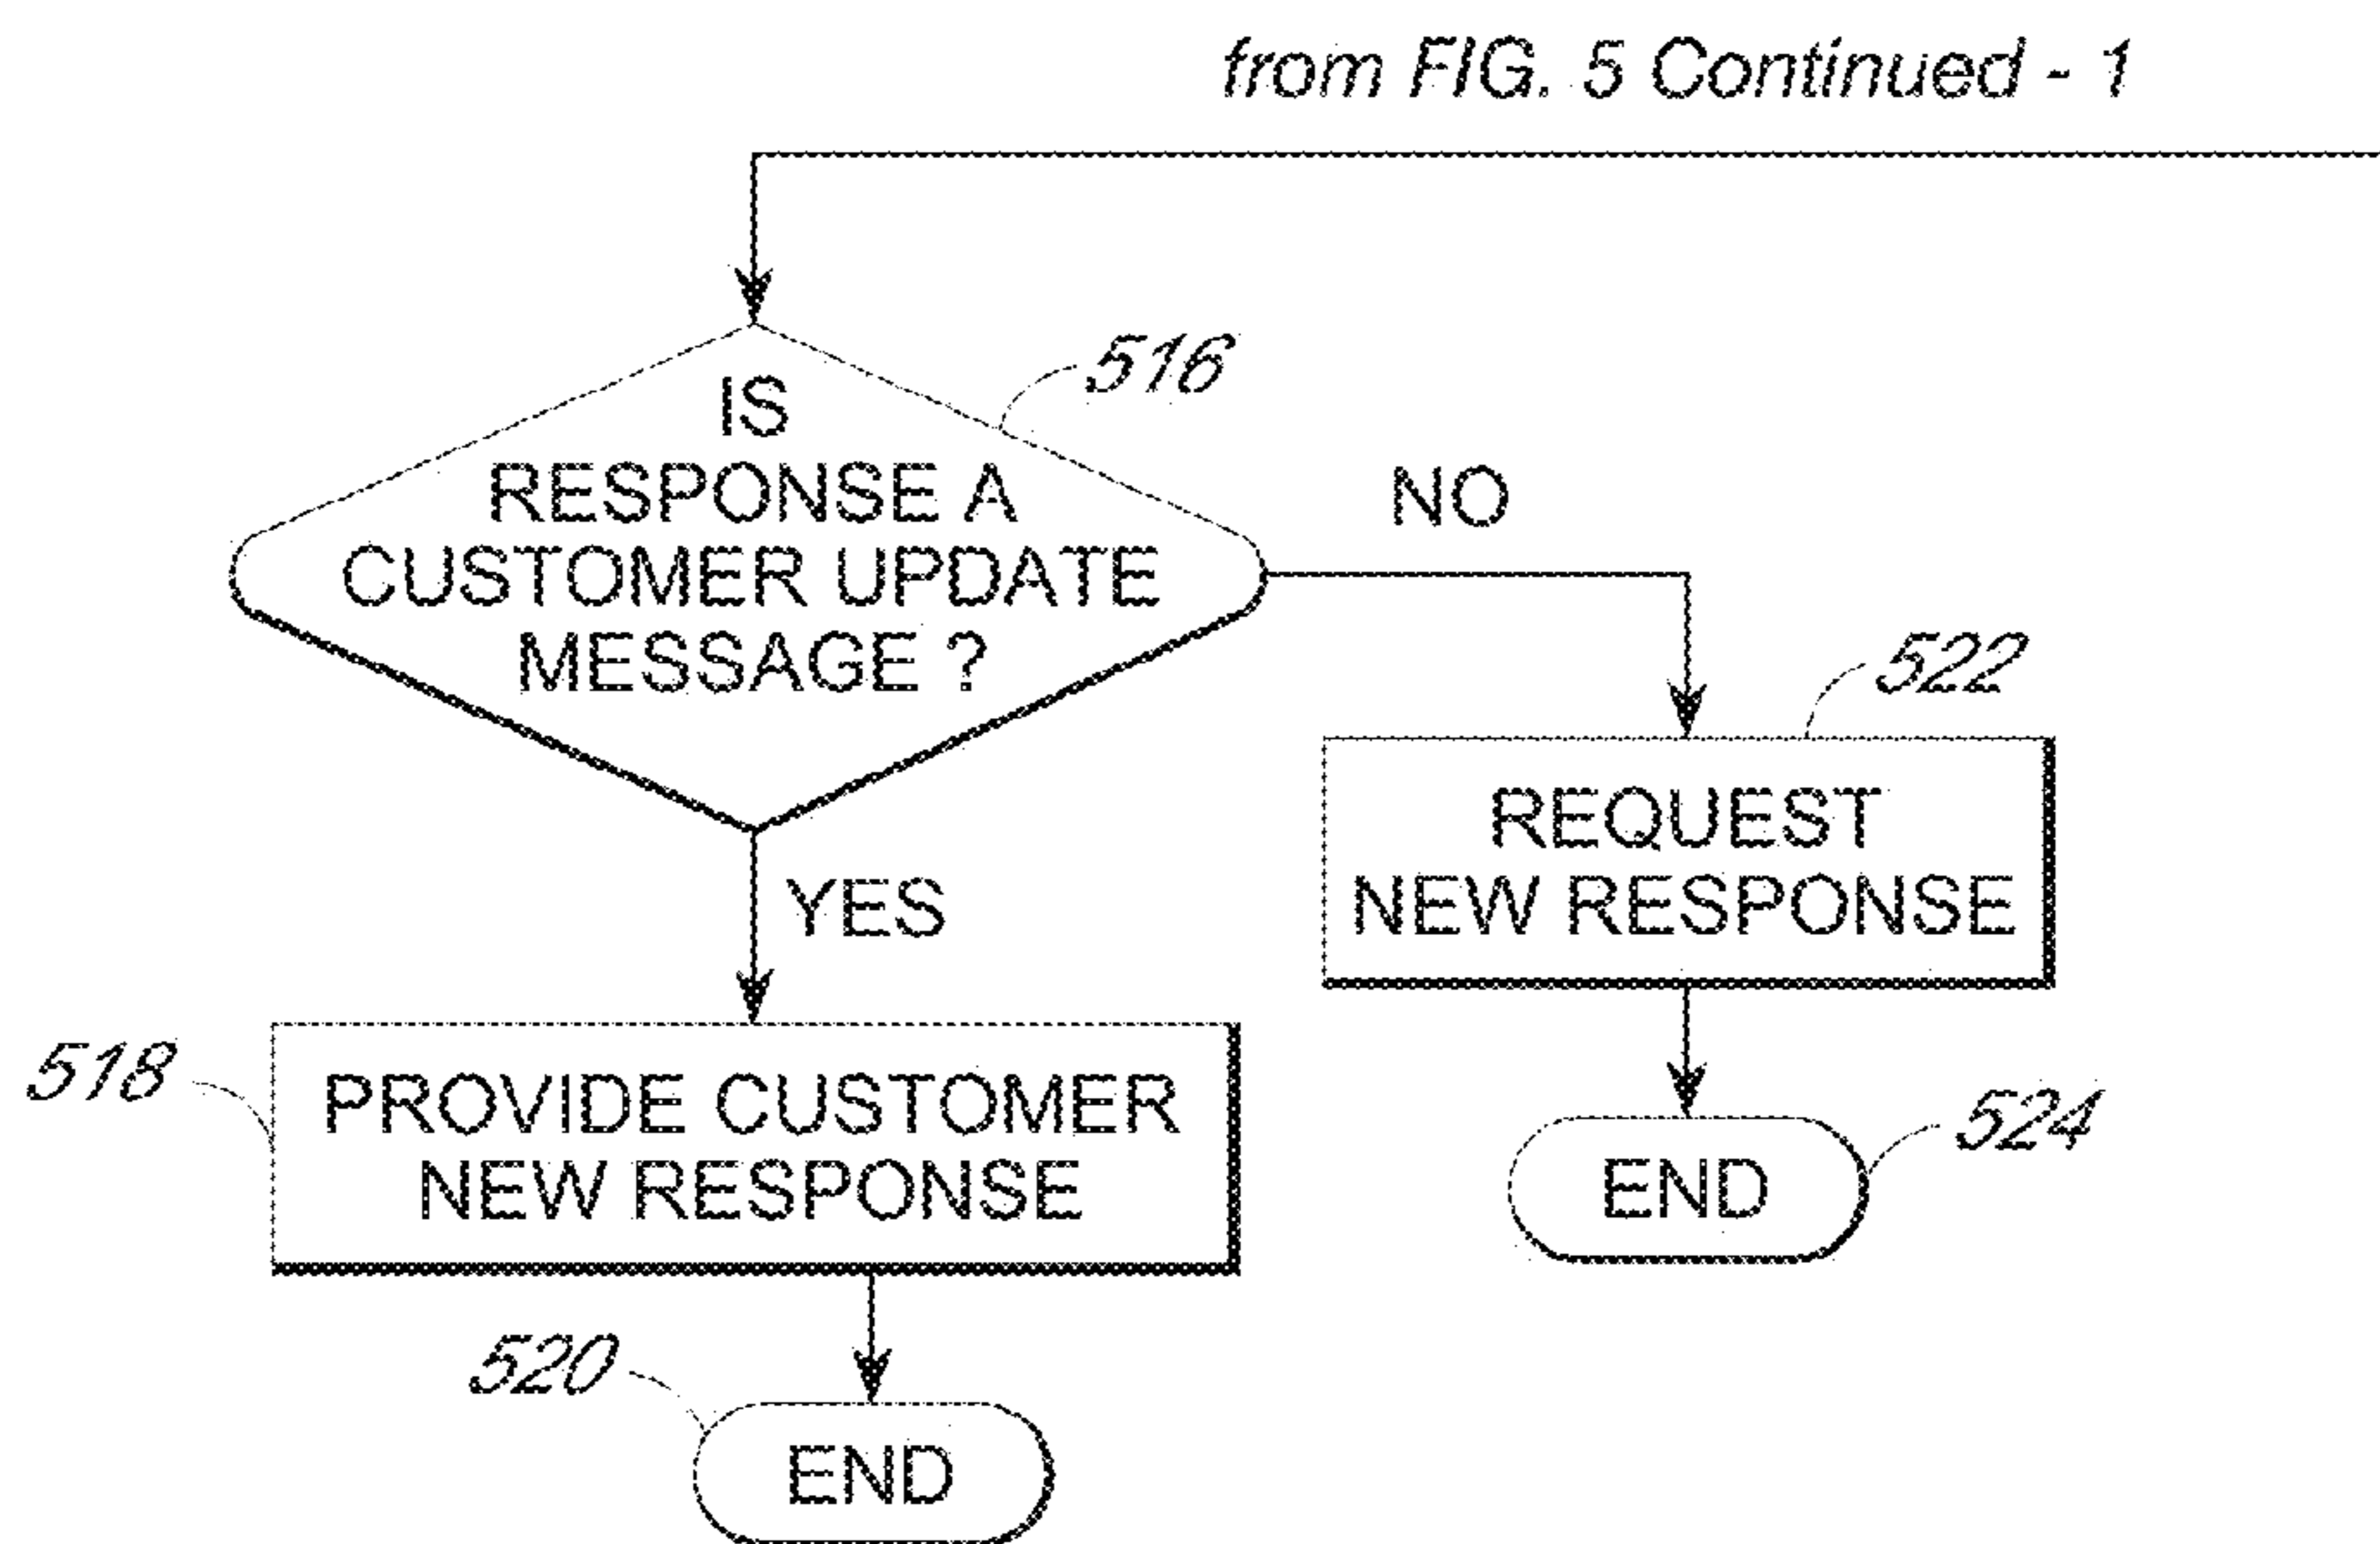 from FIG. 5 Continued - 1
516
IS
RESPONSE A
CUSTOMER UPDATE
MESSAGE ?
NO
522
REQUEST
NEW RESPONSE
YES
518
PROVIDE CUSTOMER
NEW RESPONSE
524
END
520
END